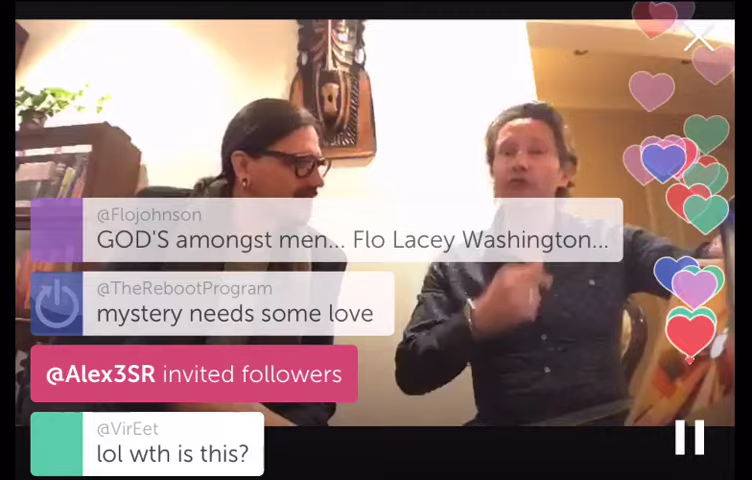 @Flojohnson
GOD'S amongst men... Flo Lacey Washington...
@TheRebootProgram
mystery needs some love
@Alex3SR invited followers
@VirEet
lol wth is this?